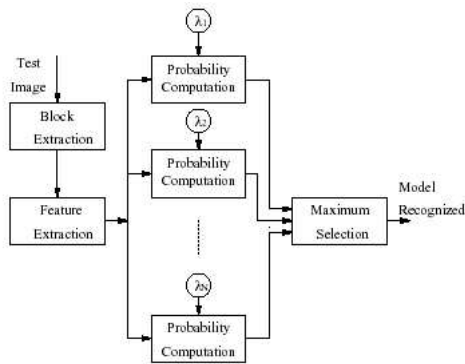 λ1
Test
Image
Probability
Computation
Block
Extraction
λ2
Probability
Computation
Feature
Extraction
Maximum
Selection
Model
Recognized
λN
Probability
Computation